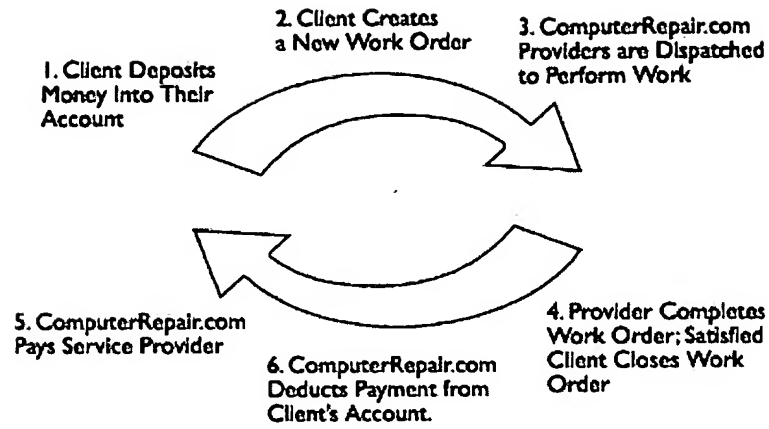 1. Client Deposits
Money Into Their
Account
2. Client Creates
a New Work Order
3. ComputerRepair.com
Providers are Dispatched
to Perform Work
4. Provider Completes
Work Order; Satisfied
Client Closes Work
Order
5. ComputerRepair.com
Pays Service Provider
6. ComputerRepair.com
Deducts Payment from
Client's Account.